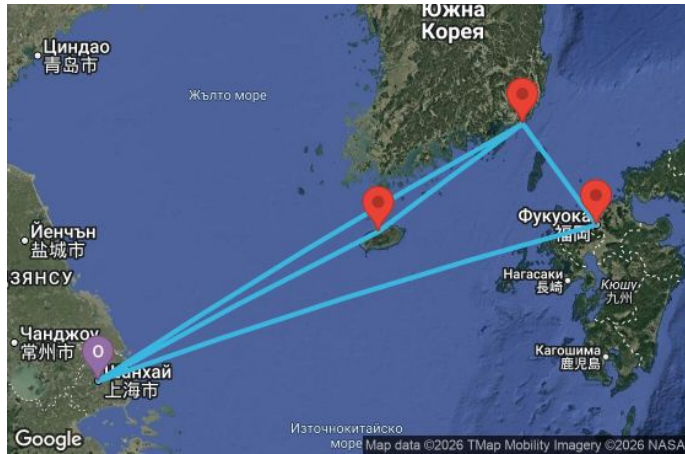 Южна
Корея
Циндао
青岛市
Жълто море
Йенчън
盐城市
ДЗЯНСУ
Чанджоу
常州市
О
Шанхай
上海市
Фукуока
福岡
Нагасаки
長崎
Кюшу
九州
Кагошима
鹿児島
Източнокитайско
море
Google
Map data ©2026 TMap Mobility Imagery ©2026 NASA